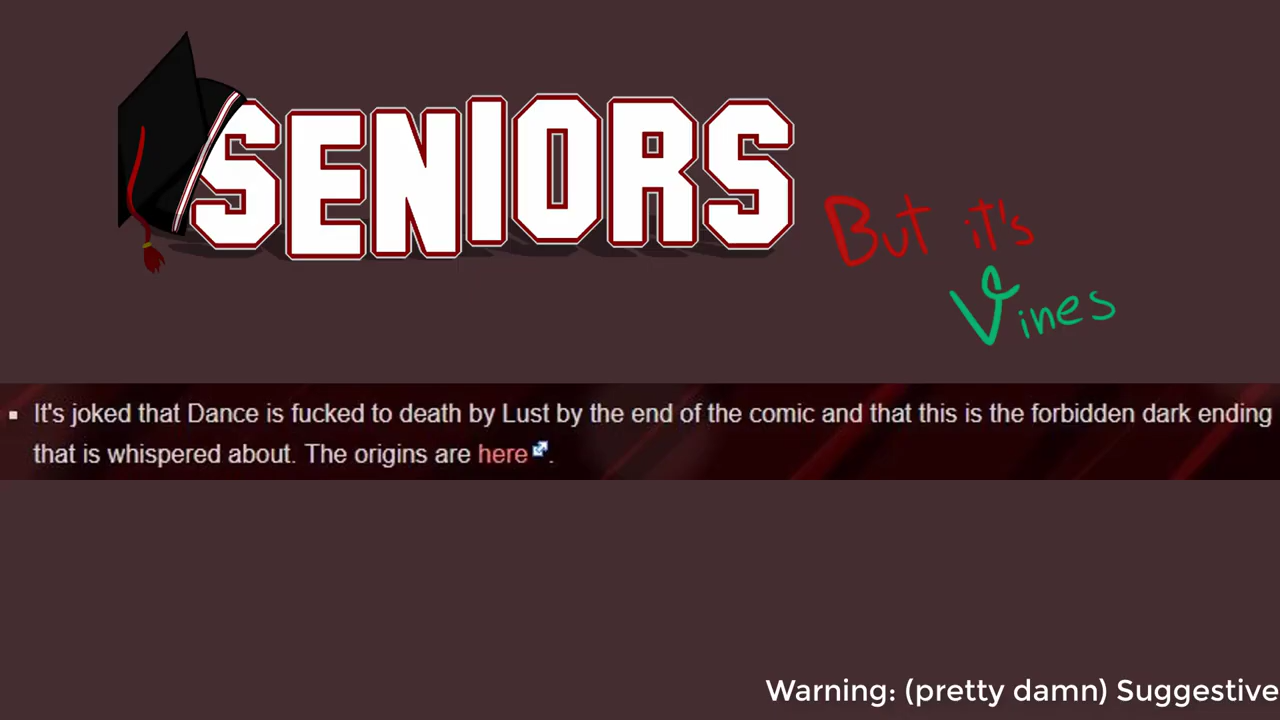 SENIORS
But it's
Vines
It's joked that Dance is fucked to death by Lust by the end of the comic and that this is the forbidden dark ending
that is whispered about. The origins are here.
Warning: (pretty damn) Suggestive